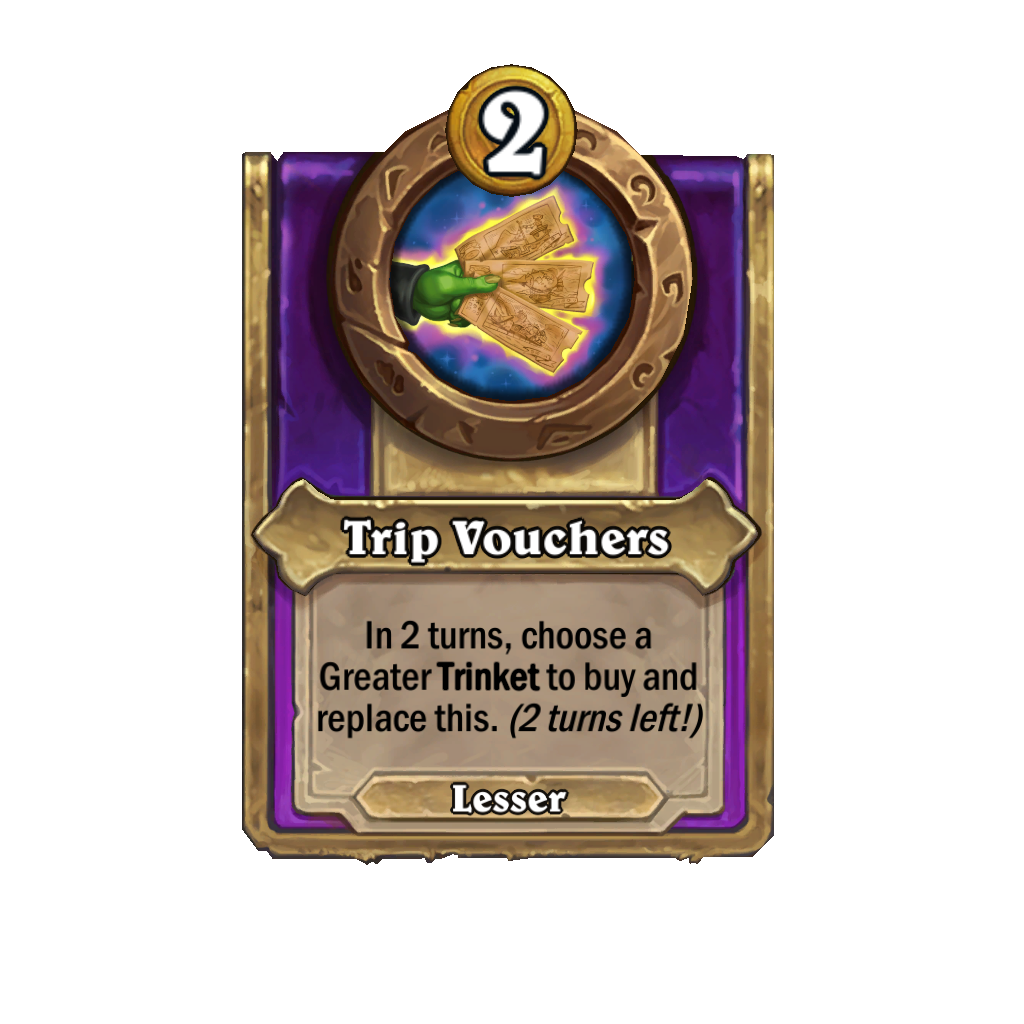 2
Trip Vouchers
In 2 turns, choose a
Greater Trinket to buy and
replace this. (2 turns left!)
Lesser